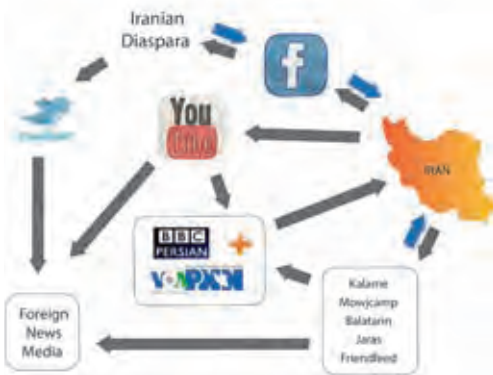 Iranian
Diaspara
f
You
Tube
IRAN
BBC
PERSIAN
Kalame
Mowjcamp
Balatarin
Jaras
Friendfeed
Foreign
News
Media